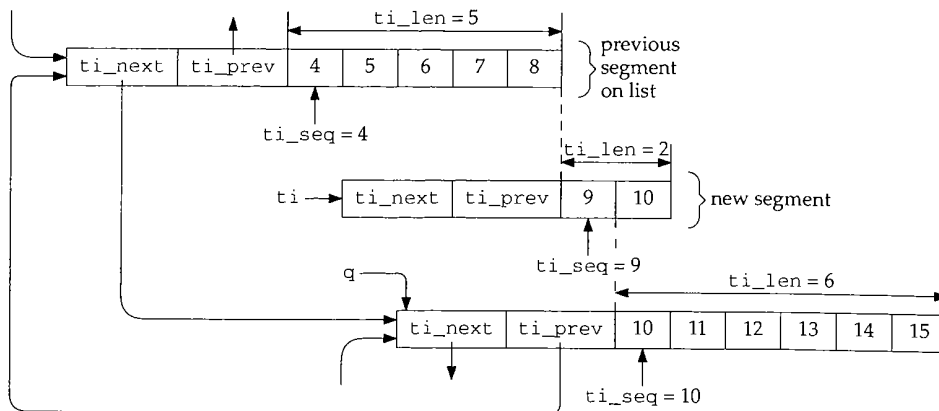 ti_len = 5
ti_next ti_prev 4 5 6 7 8
previous
segment
on list
ti_seq = 4
ti_len = 2
ti ti_next ti_prev 9 10
new segment
ti_seq = 9
q
ti_len = 6
ti_next ti_prev 10 11 12 13 14 15
ti_seq = 10